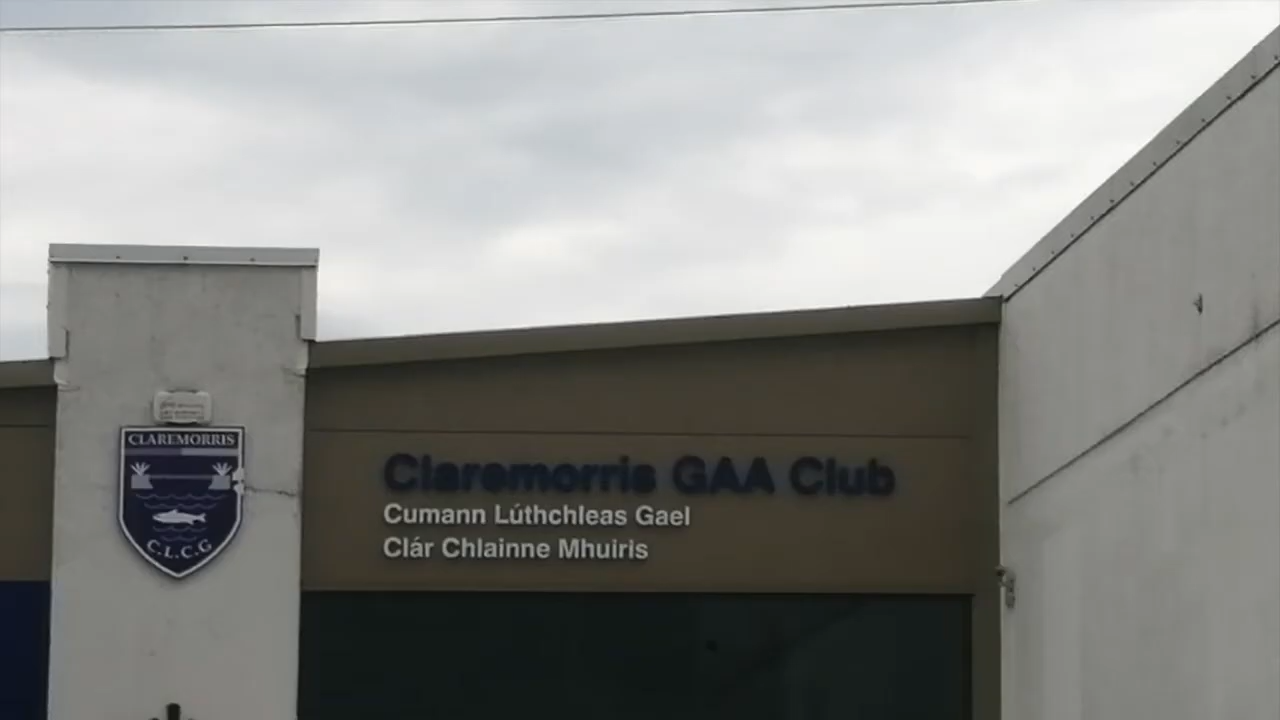 CLAREMORRIS
C.L.C.G
Claremorris GAA Club
Cumann Lúthchleas Gael
Clár Chlainne Mhuiris